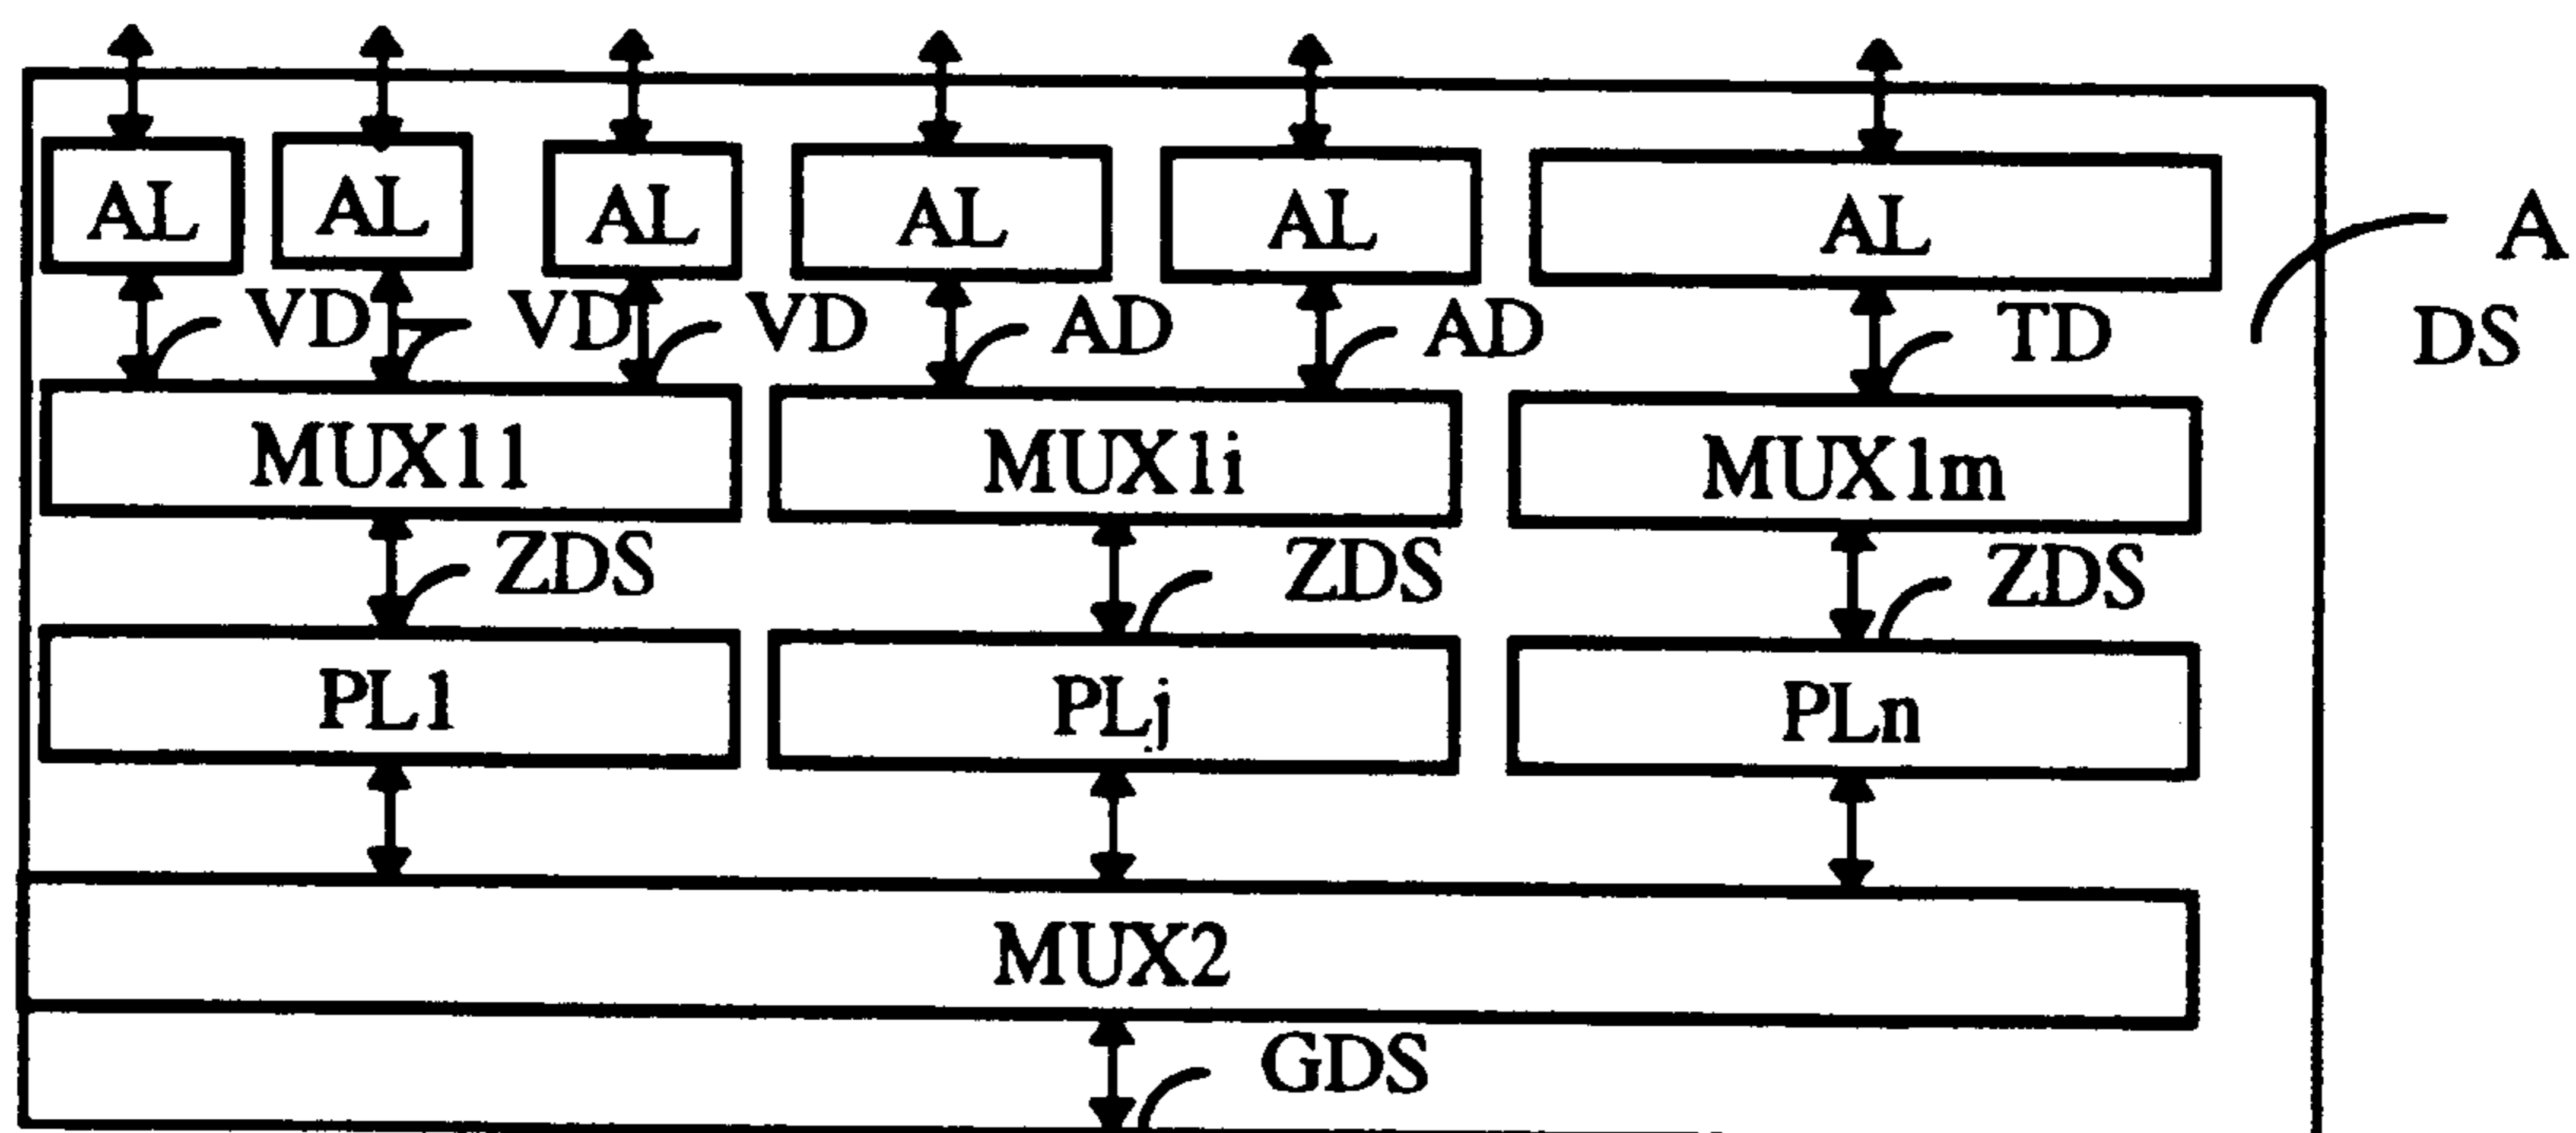 AL AL AL AL AL AL A
VD VD VD AD AD TD DS
MUX11 MUX1i MUX1m
ZDS ZDS ZDS
PL1 PLj PLn
MUX2
GDS